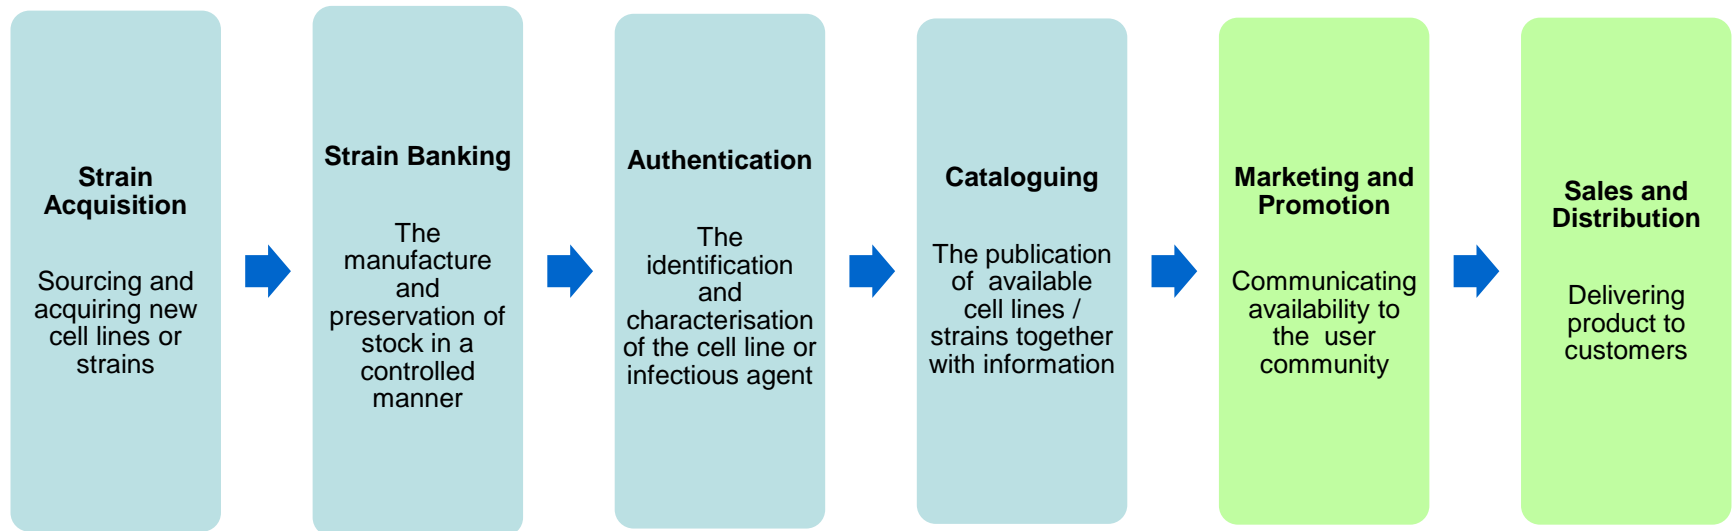 Strain
Acquisition
Sourcing and
acquiring new
cell lines or
strains
Strain Banking
The
manufacture
and
preservation of
stock in a
controlled
manner
Authentication
The
identification
and
characterisation
of the cell line or
infectious agent
Cataloguing
The publication
of available
cell lines /
strains together
with information
Marketing and
Promotion
Communicating
availability to
the user
community
Sales and
Distribution
Delivering
product to
customers